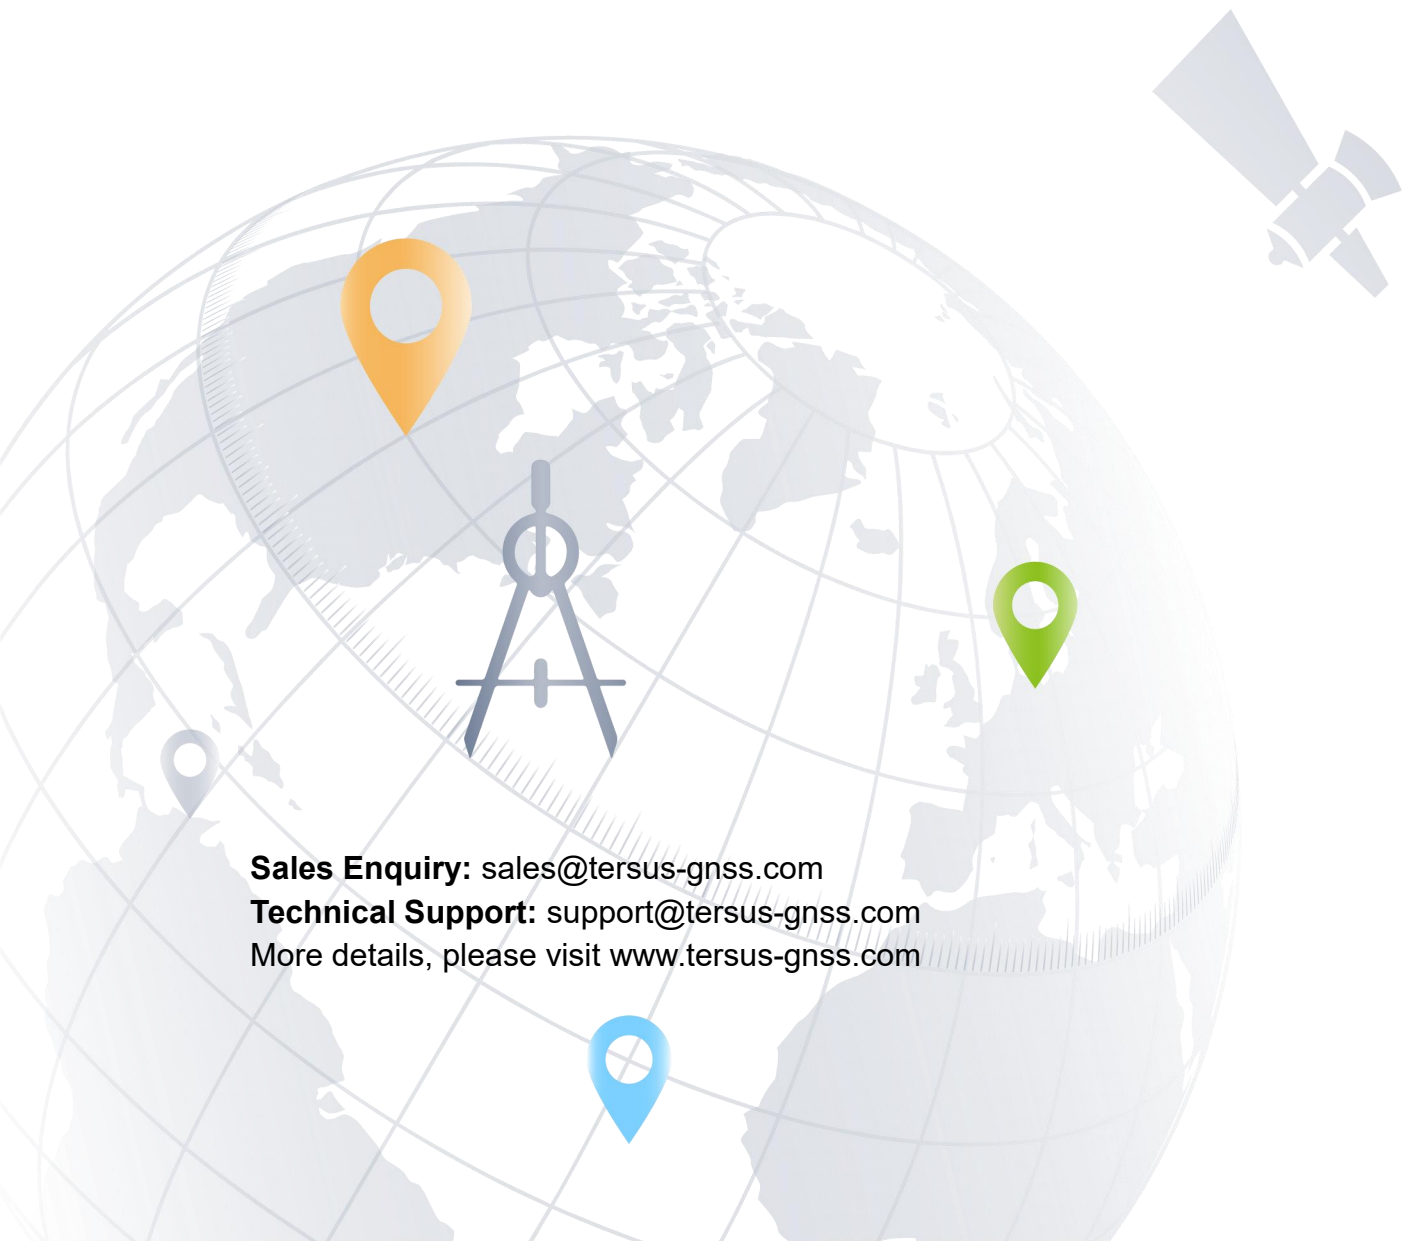 Sales Enquiry: sales@tersus-gnss.com
Technical Support: support@tersus-gnss.com
More details, please visit www.tersus-gnss.com